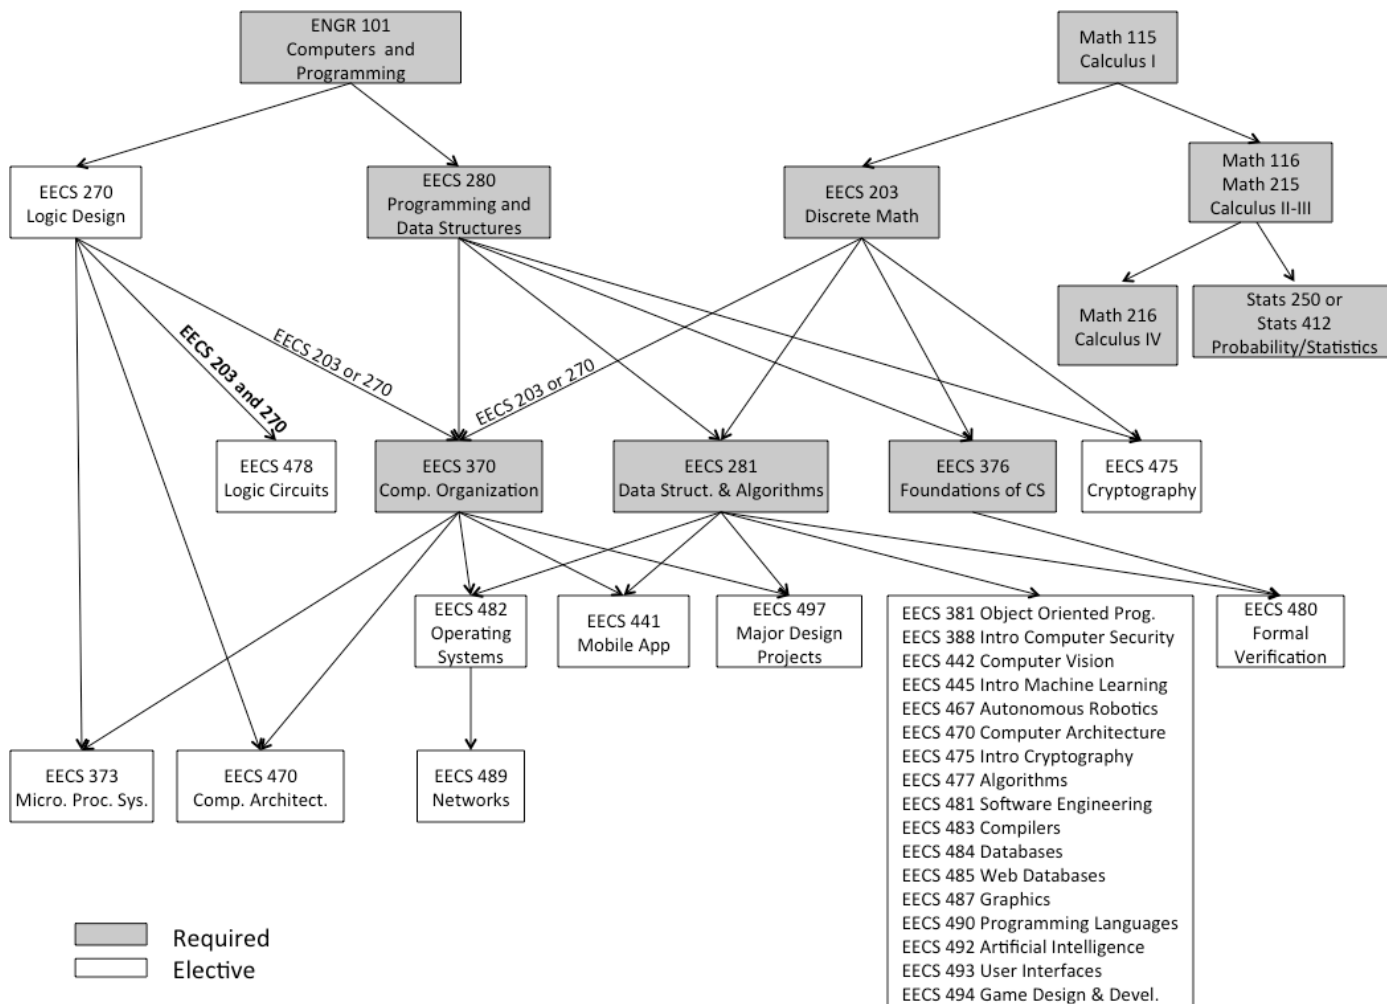 ENGR 101
Computers and
Programming
Math 115
Calculus I
EECS 270
Logic Design
EECS 280
Programming and
Data Structures
EECS 203
Discrete Math
Math 116
Math 215
Calculus II-III
Math 216
Calculus IV
Stats 250 or
Stats 412
Probability/Statistics
EECS 203 and 270
EECS 203 or 270
EECS 203 or 270
EECS 478
Logic Circuits
EECS 370
Comp. Organization
EECS 281
Data Struct. & Algorithms
EECS 376
Foundations of CS
EECS 475
Cryptography
EECS 482
Operating
Systems
EECS 441
Mobile App
EECS 497
Major Design
Projects
EECS 381 Object Oriented Prog.
EECS 388 Intro Computer Security
EECS 442 Computer Vision
EECS 445 Intro Machine Learning
EECS 467 Autonomous Robotics
EECS 470 Computer Architecture
EECS 475 Intro Cryptography
EECS 477 Algorithms
EECS 481 Software Engineering
EECS 483 Compilers
EECS 484 Databases
EECS 485 Web Databases
EECS 487 Graphics
EECS 490 Programming Languages
EECS 492 Artificial Intelligence
EECS 493 User Interfaces
EECS 494 Game Design & Devel.
EECS 480
Formal
Verification
EECS 373
Micro. Proc. Sys.
EECS 470
Comp. Architect.
EECS 489
Networks
Required
Elective